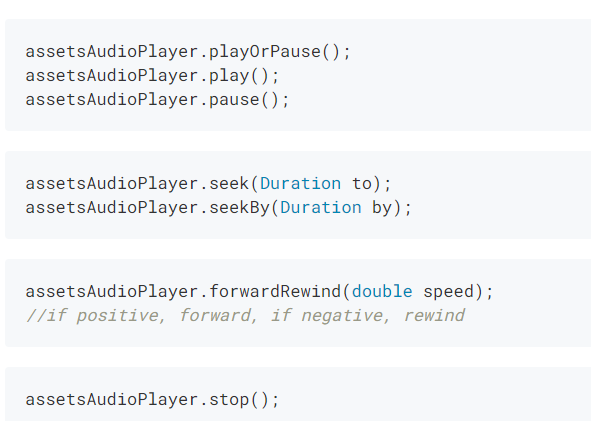 assetsAudioPlayer.playOrPause();
assetsAudioPlayer.play();
assetsAudioPlayer.pause();
assetsAudioPlayer.seek(Duration to);
assetsAudioPlayer.seekBy(Duration by);
assetsAudioPlayer.forwardRewind(double speed);
//if positive, forward, if negative, rewind
assetsAudioPlayer.stop();